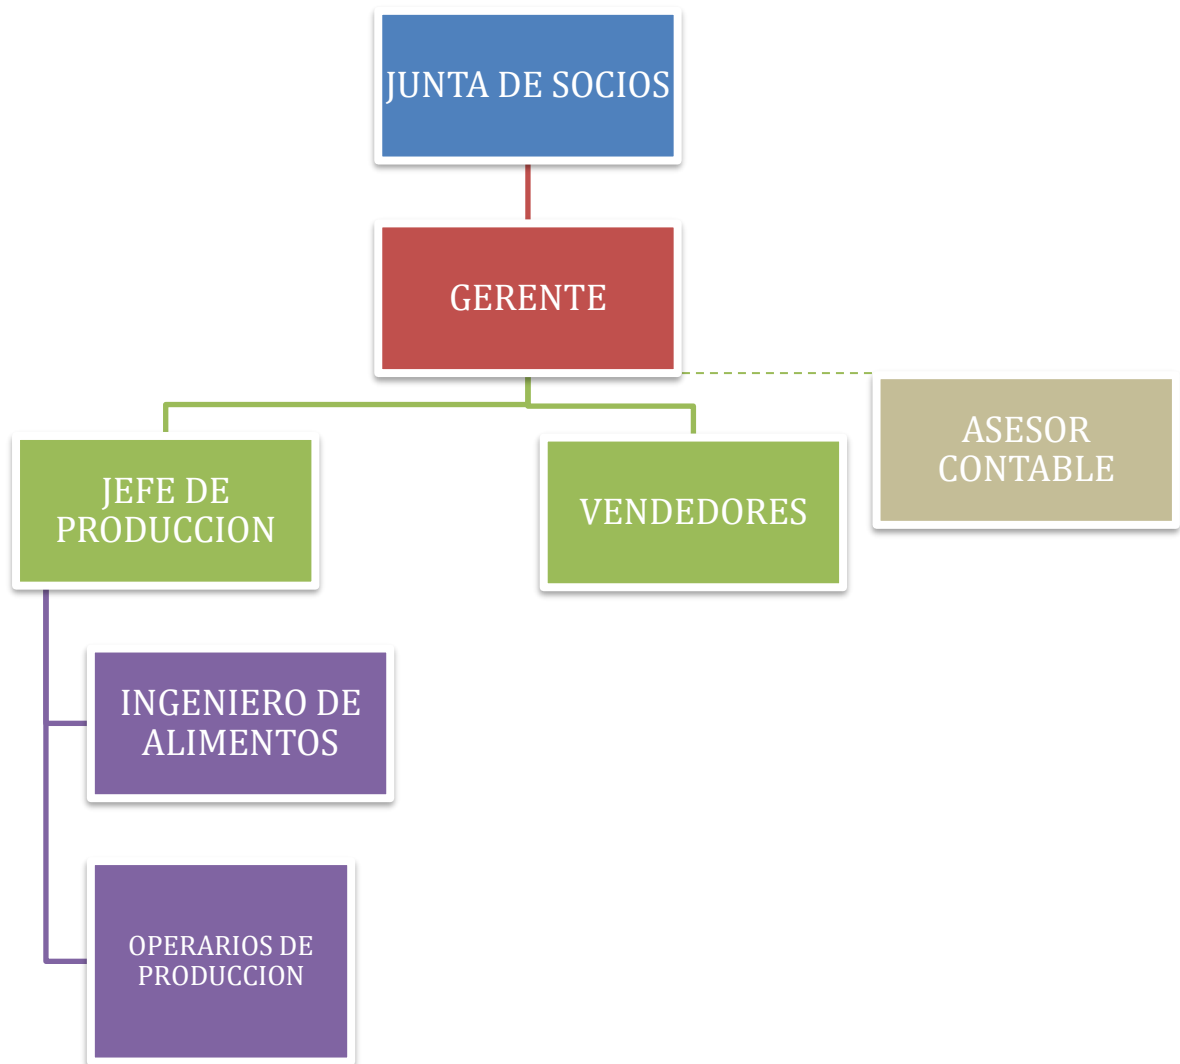 JUNTA DE SOCIOS
GERENTE
ASESOR
CONTABLE
JEFE DE
PRODUCCION
VENDEDORES
INGENIERO DE
ALIMENTOS
OPERARIOS DE
PRODUCCION